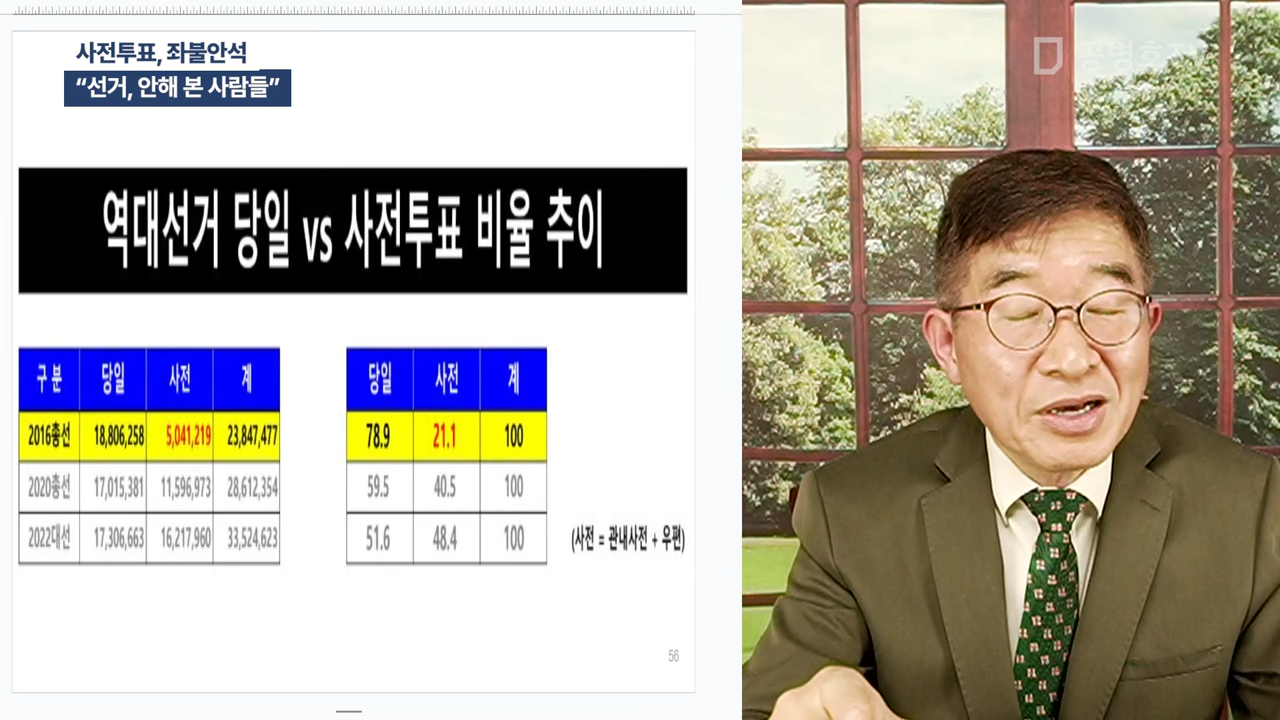 사전투표, 좌불안석
“선거, 안해 본 사람들”
역대선거 당일 vs 사전투표 비율 추이
구 분 당일 사전 계
2016총선 18,806,258 5,041,219 23,847,477
2020총선 17,015,381 11,596,973 28,612,354
2022대선 17,306,663 16,217,960 33,524,623
당일 사전 계
78.9 21.1 100
59.5 40.5 100
51.6 48.4 100
(사전 = 관내사전 + 우편)
56
공병호